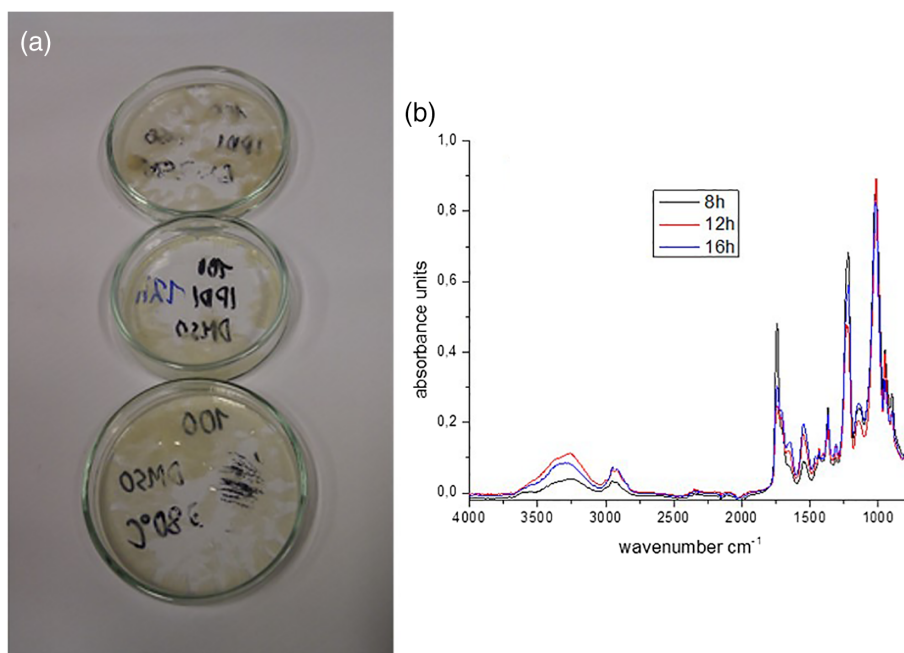 (a)
IPDI
100
IPDI 12h
DMSO
100
DMSO
80°C
(b)
1.0
0.8
0.6
0.4
0.2
0.0
absorbance units
8h
12h
16h
4000 3500 3000 2500 2000 1500 1000
wavenumber cm⁻¹